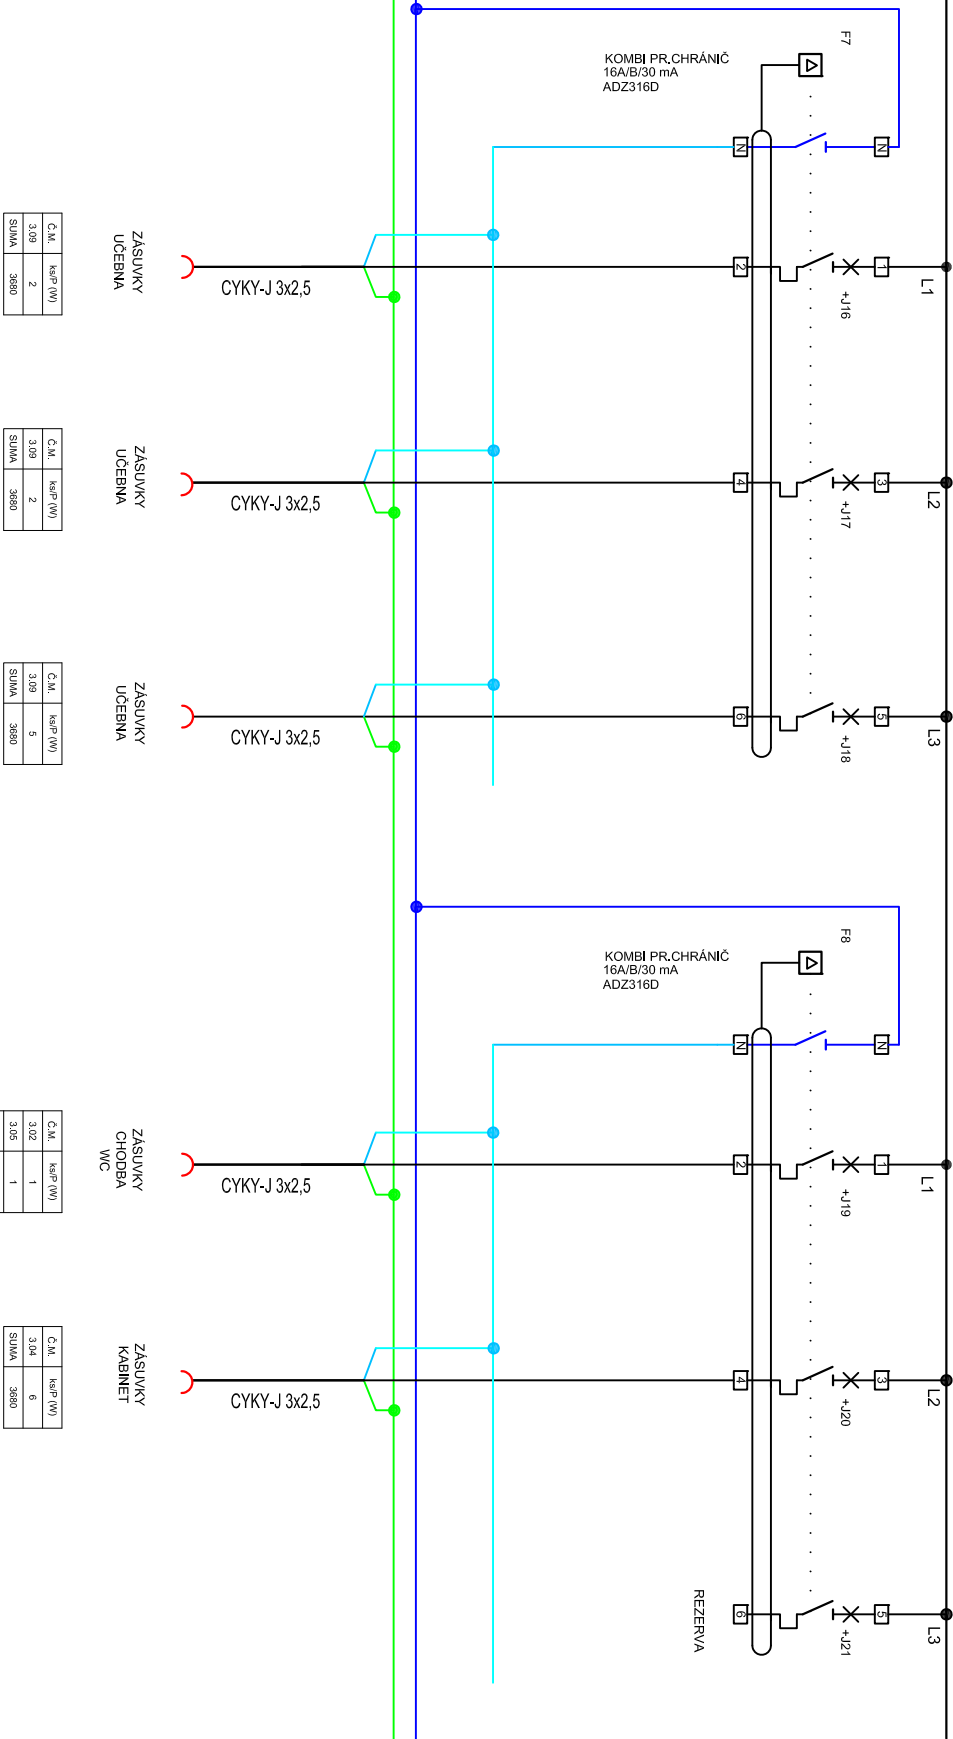 F7
KOMBI PR.CHRÁNIČ
16A/B/30 mA
ADZ316D
N
N
L1
1
+J16
2
CYKY-J 3x2,5
ZÁSUVKY
UČEBNA
Č.M. ks/P (W)
3.09 2
SUMA 3680
L2
3
+J17
4
CYKY-J 3x2,5
ZÁSUVKY
UČEBNA
Č.M. ks/P (W)
3.09 2
SUMA 3680
L3
5
+J18
6
CYKY-J 3x2,5
ZÁSUVKY
UČEBNA
Č.M. ks/P (W)
3.09 5
SUMA 3680
F8
KOMBI PR.CHRÁNIČ
16A/B/30 mA
ADZ316D
N
N
L1
1
+J19
2
CYKY-J 3x2,5
ZÁSUVKY
CHODBA
WC
Č.M. ks/P (W)
3.02 1
3.05 1
L2
3
+J20
4
CYKY-J 3x2,5
ZÁSUVKY
KABINET
Č.M. ks/P (W)
3.04 6
SUMA 3680
L3
5
+J21
6
REZERVA